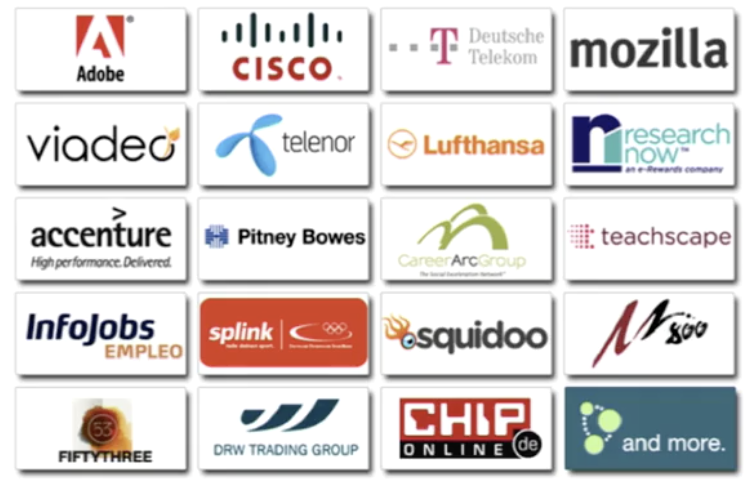 Adobe
CISCO
Deutsche
Telekom
T
mozilla
viadeo
telenor
Lufthansa
research
now™
an e-Rewards company
accenture
High performance. Delivered.
Pitney Bowes
CareerArcGroup
The Social Recruitment Network
teachscape
InfoJobs
EMPLEO
splink
squidoo
800
53
FIFTYTHREE
DRW TRADING GROUP
CHIP
ONLINE de
and more.